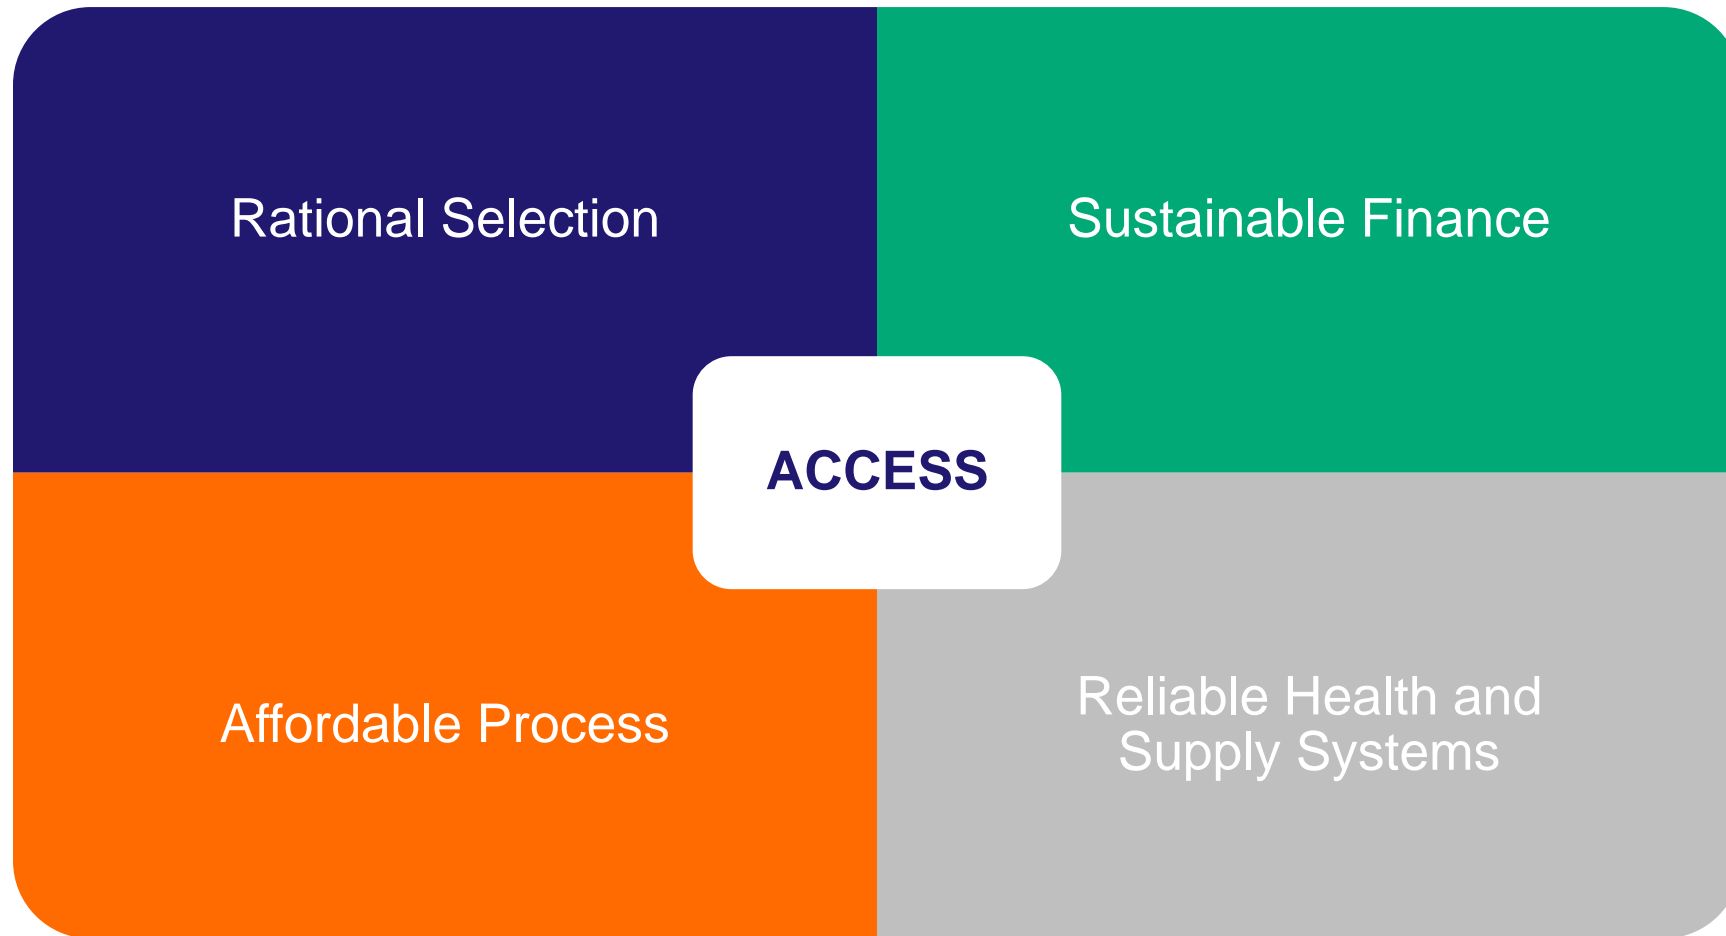 Rational Selection
Sustainable Finance
ACCESS
Affordable Process
Reliable Health and
Supply Systems